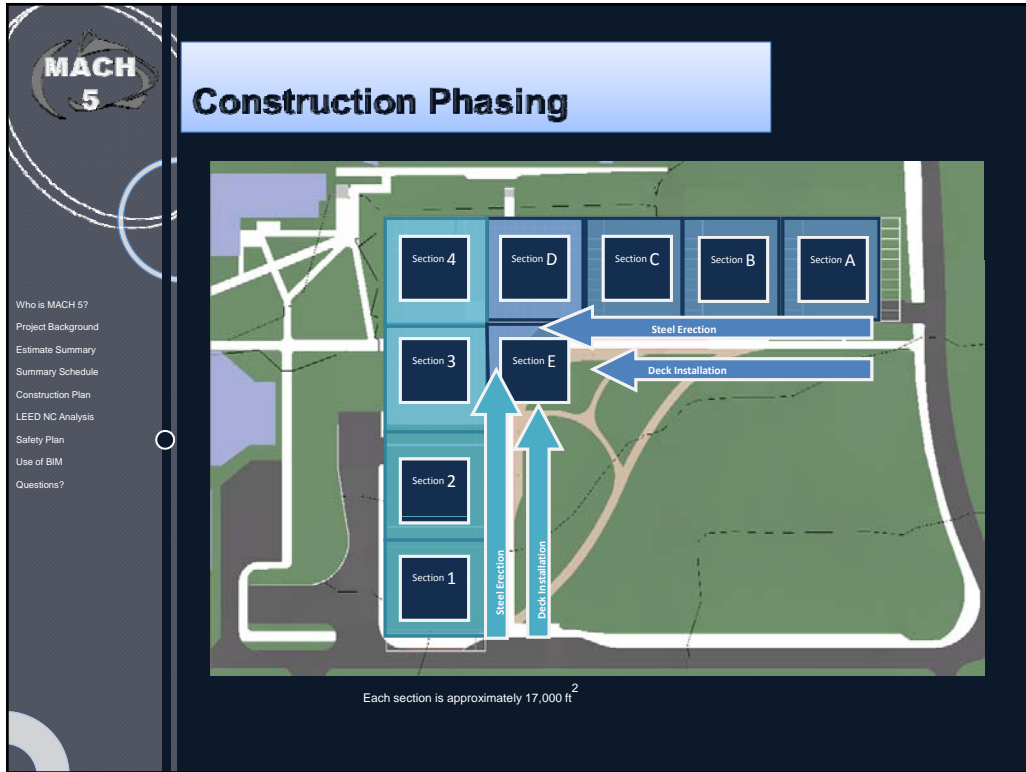 MACH
5
Construction Phasing
Who is MACH 5?
Project Background
Estimate Summary
Summary Schedule
Construction Plan
LEED NC Analysis
Safety Plan
Use of BIM
Questions?
Section 4
Section D
Section C
Section B
Section A
Steel Erection
Section 3
Section E
Deck Installation
Section 2
Section 1
Steel Erection
Deck Installation
Each section is approximately 17,000 ft²